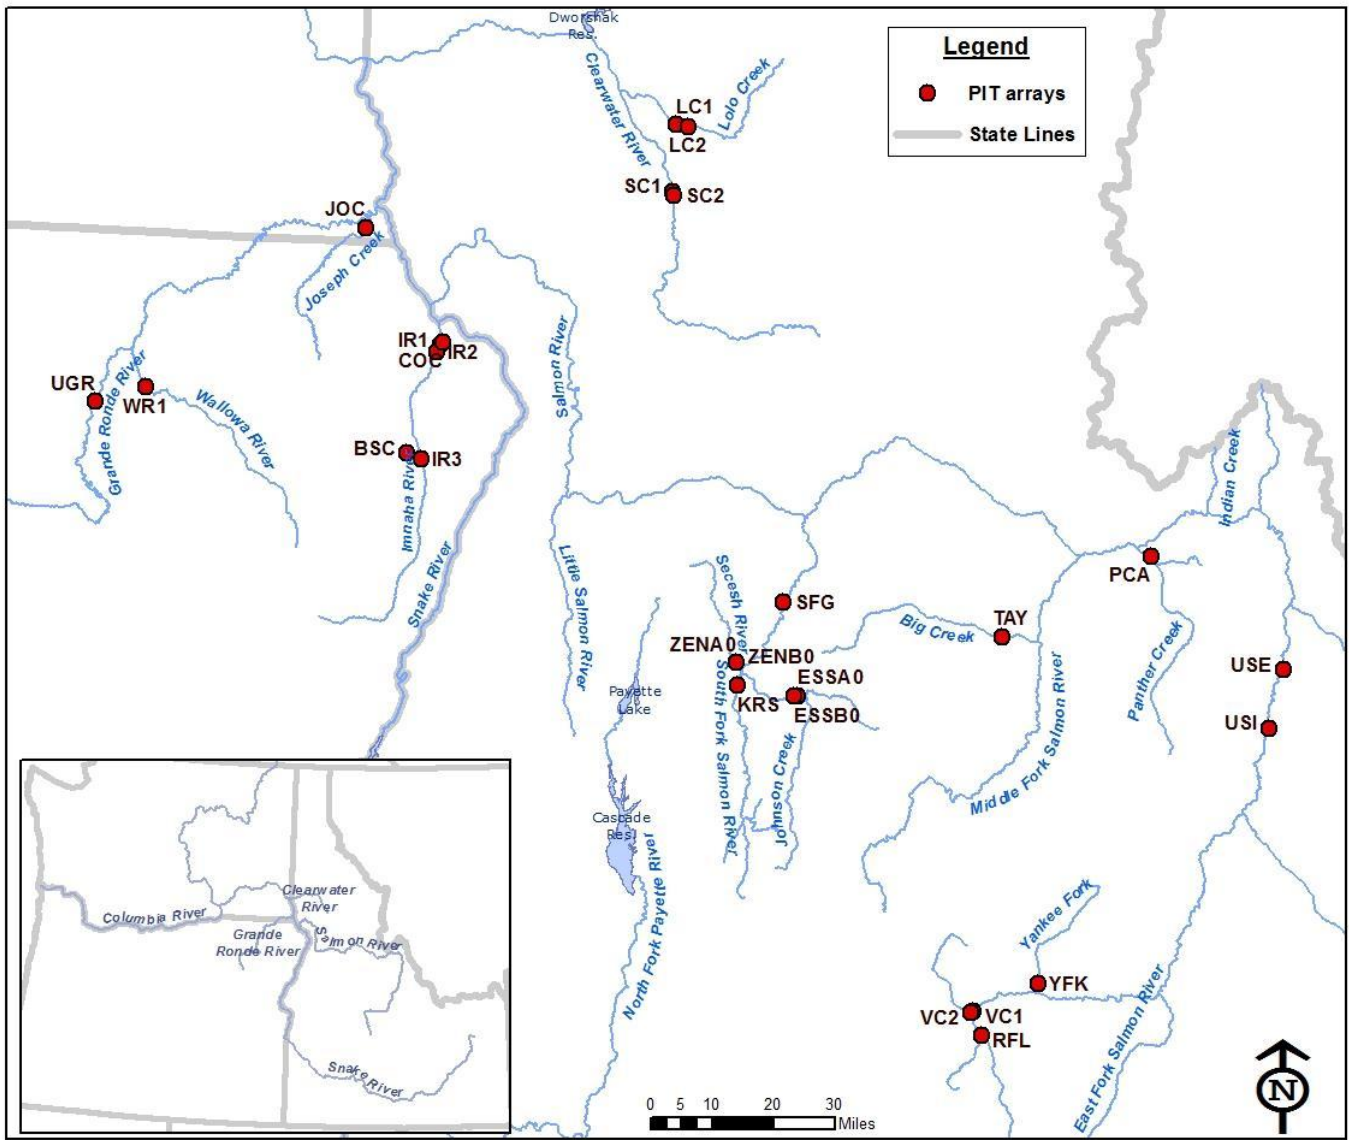 Dworshak
Res.
Clearwater River
Lolo Creek
LC1
LC2
SC1
SC2
Legend
PIT arrays
State Lines
JOC
Joseph Creek
IR1
COC
IR2
Salmon River
UGR
WR1
Grande Ronde River
Wallowa River
BSC
IR3
Imnaha River
Snake River
Little Salmon River
Indian Creek
PCA
Panther Creek
Secesh River
SFG
Big Creek
TAY
ZENA0
ZENB0
ESSA0
KRS
ESSB0
South Fork Salmon River
Johnson Creek
Middle Fork Salmon River
USE
USI
Payette
Lake
Cascade
Res.
North Fork Payette River
Yankee Fork
YFK
VC2
VC1
RFL
East Fork Salmon River
Columbia River
Clearwater
River
Grande
Ronde River
Salmon River
Snake River
0 5 10 20 30
Miles
N